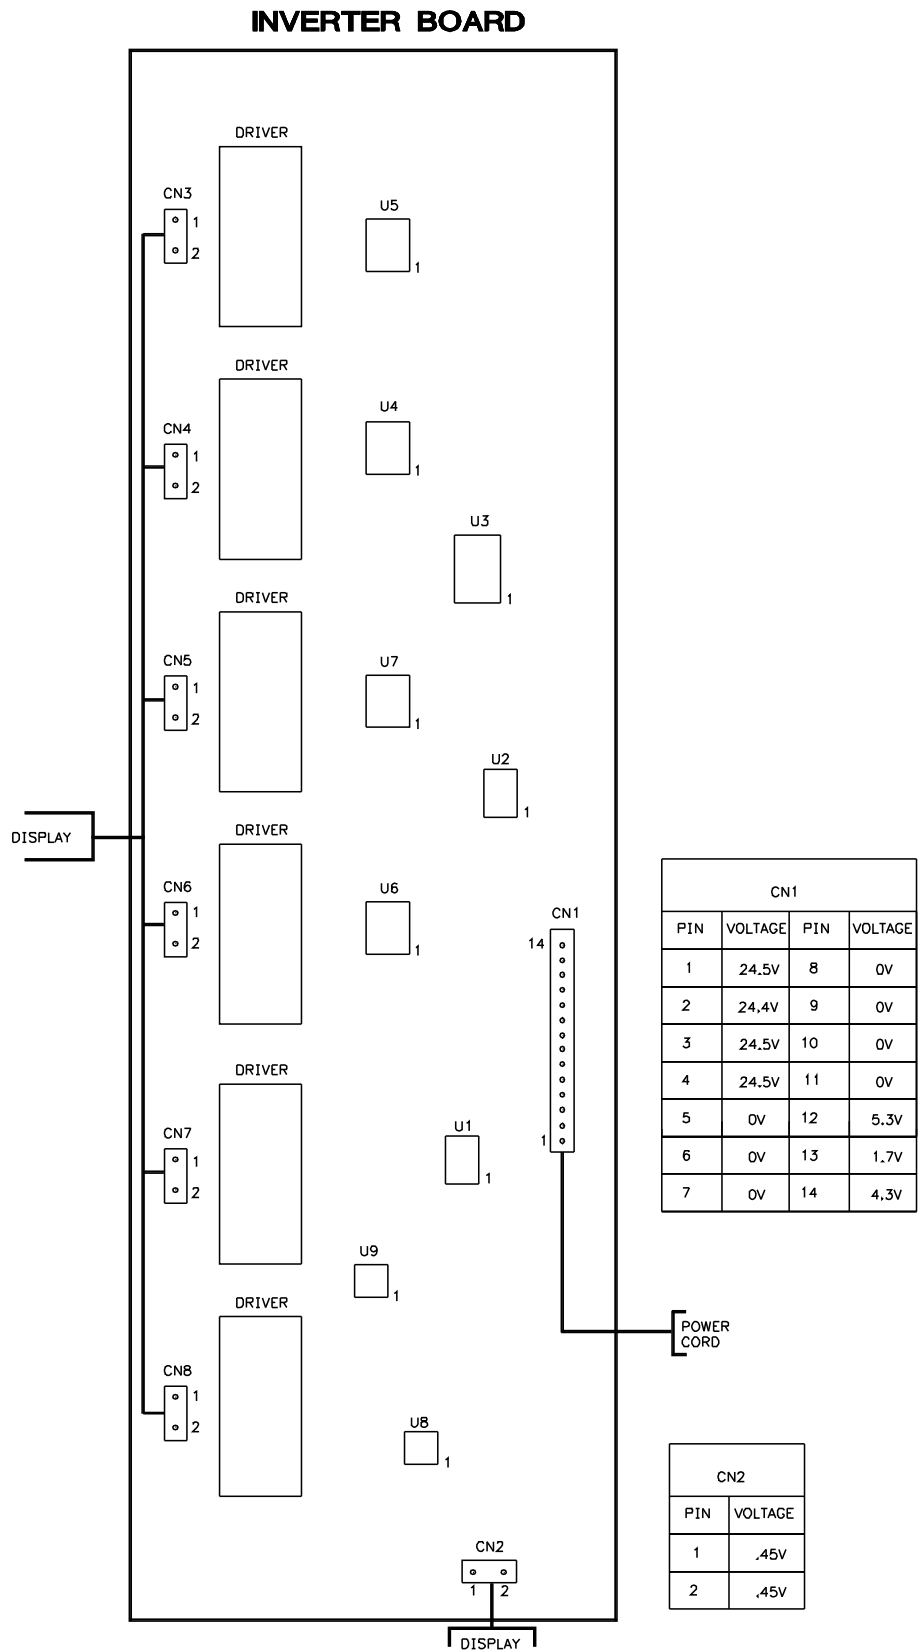 INVERTER BOARD
DRIVER
CN3
1
2
U5
1
DRIVER
CN4
1
2
U4
1
U3
1
DRIVER
CN5
1
2
U7
1
U2
1
DISPLAY
DRIVER
CN6
1
2
U6
1
CN1
14
1
DRIVER
CN7
1
2
U1
1
U9
1
DRIVER
CN8
1
2
U8
1
CN2
1 2
DISPLAY
POWER
CORD
CN1
PIN VOLTAGE PIN VOLTAGE
1 24.5V 8 0V
2 24.4V 9 0V
3 24.5V 10 0V
4 24.5V 11 0V
5 0V 12 5.3V
6 0V 13 1.7V
7 0V 14 4.3V
CN2
PIN VOLTAGE
1 .45V
2 .45V